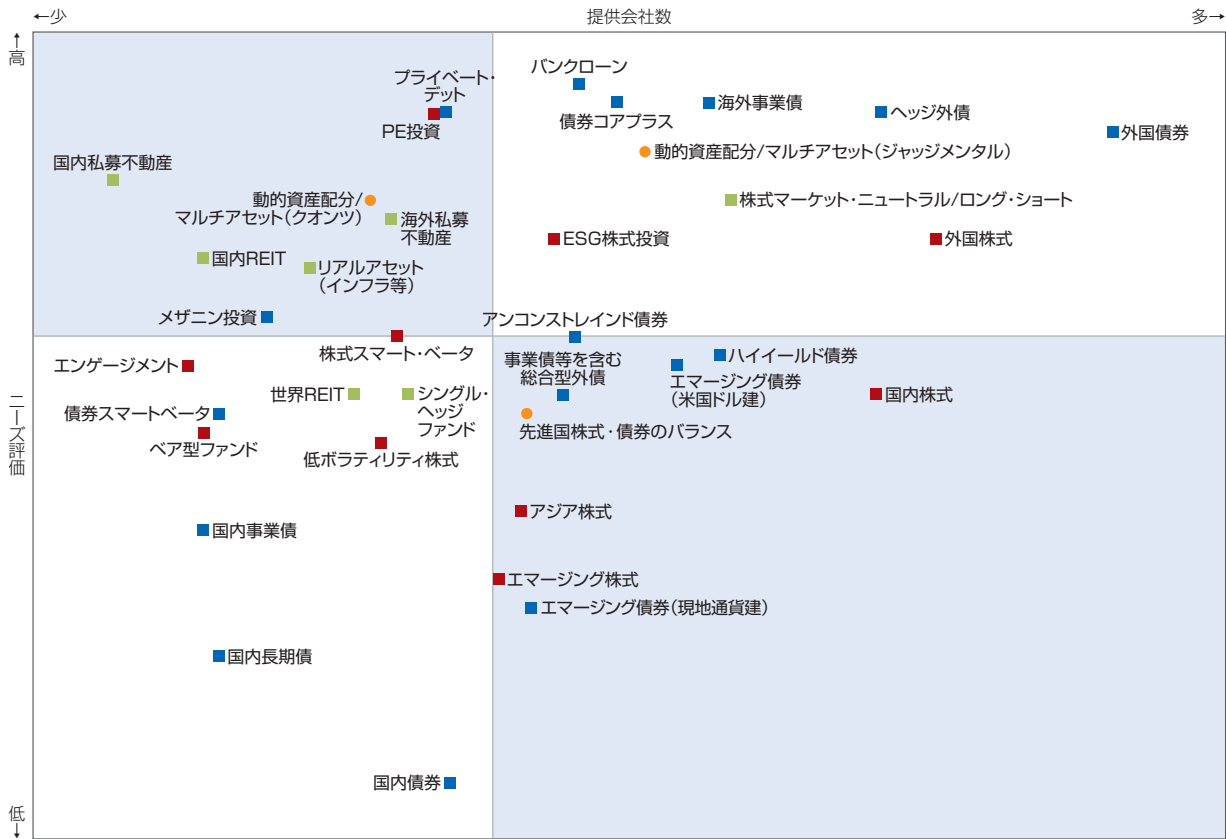 ←少
提供会社数
多→
↑
高
ニーズ評価
低
↓
バンクローン
プライベート・
デット
PE投資
債券コアプラス
海外事業債
ヘッジ外債
外国債券
動的資産配分/マルチアセット(ジャッジメンタル)
国内私募不動産
動的資産配分/
マルチアセット(クオンツ)
海外私募
不動産
株式マーケット・ニュートラル/ロング・ショート
ESG株式投資
外国株式
国内REIT
リアルアセット
(インフラ等)
メザニン投資
アンコンストレインド債券
株式スマート・ベータ
エンゲージメント
事業債等を含む
総合型外債
ハイイールド債券
エマージング債券
(米国ドル建)
世界REIT
シングル・
ヘッジ
ファンド
国内株式
債券スマートベータ
ベア型ファンド
低ボラティリティ株式
先進国株式・債券のバランス
アジア株式
国内事業債
エマージング株式
エマージング債券(現地通貨建)
国内長期債
国内債券